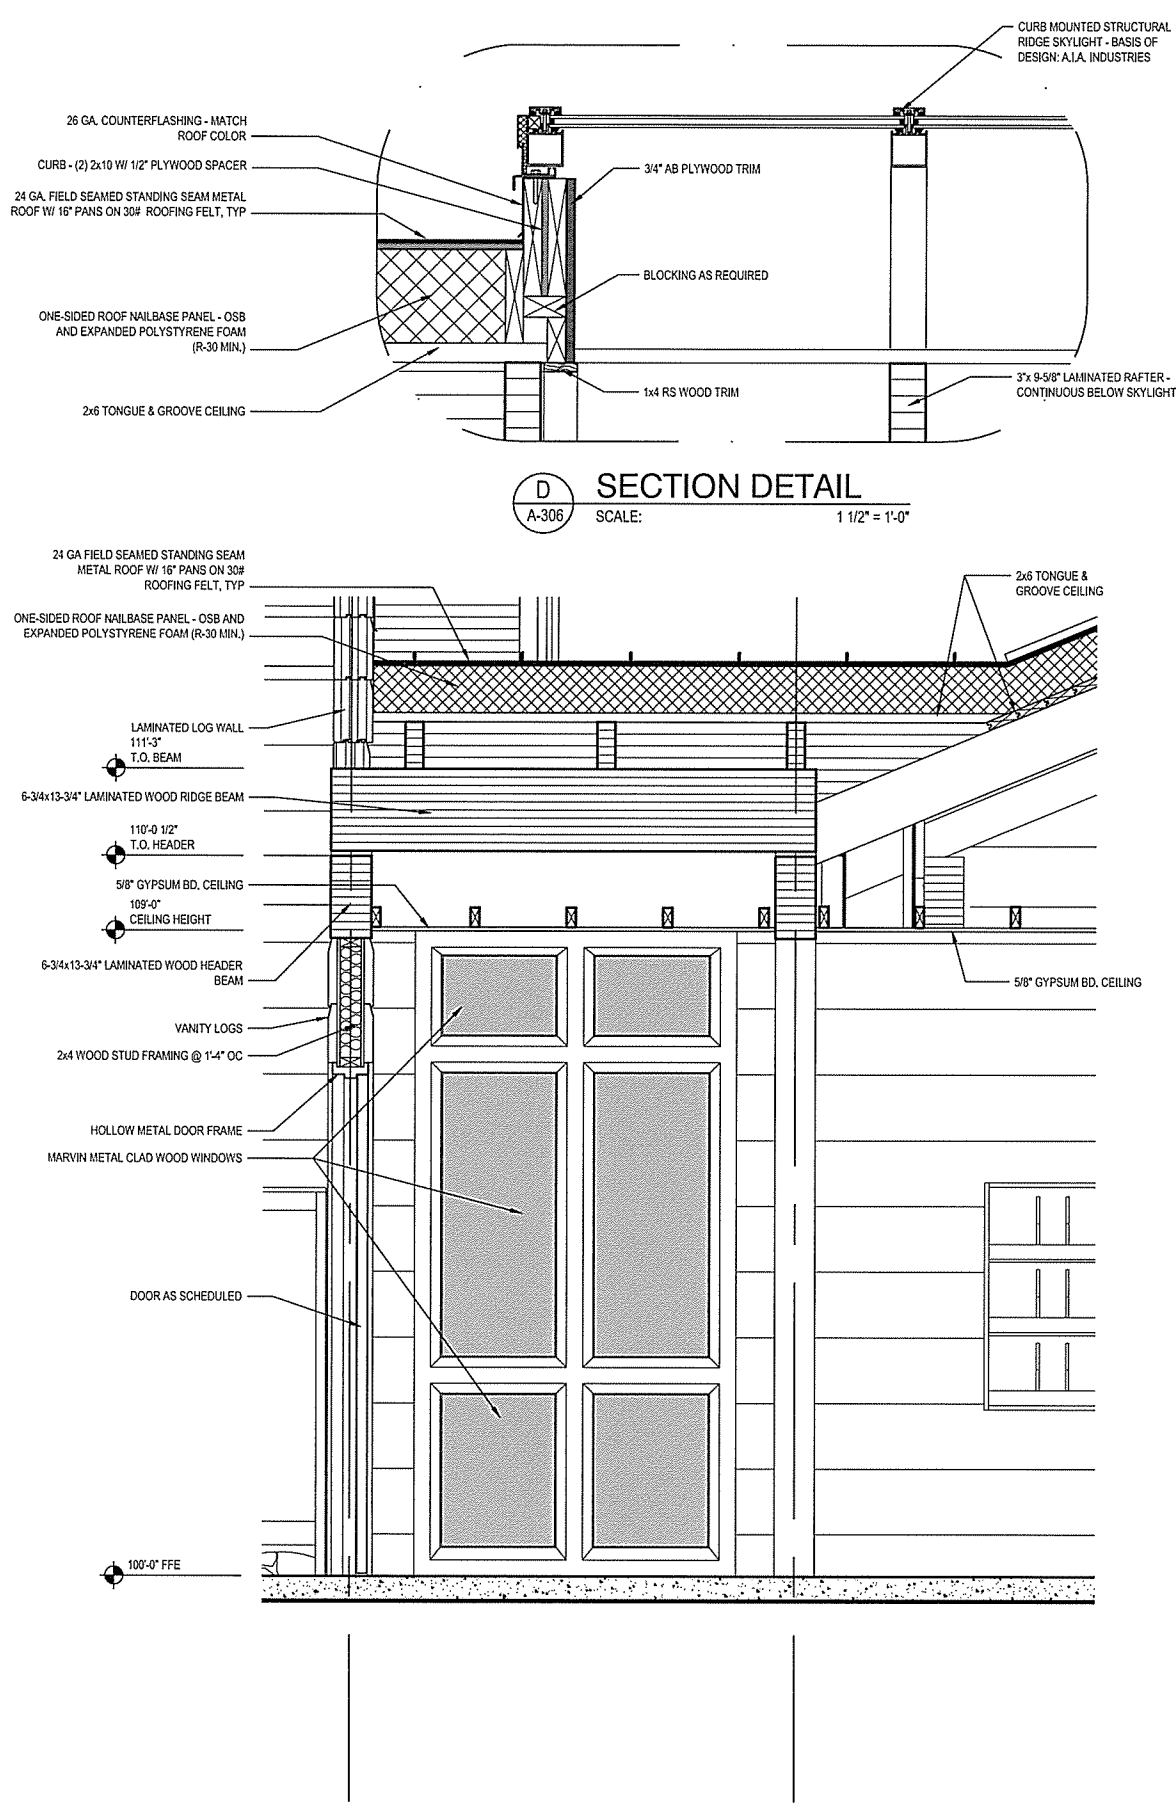 CURB MOUNTED STRUCTURAL
RIDGE SKYLIGHT - BASIS OF
DESIGN: A.I.A. INDUSTRIES
26 GA. COUNTERFLASHING - MATCH
ROOF COLOR
CURB - (2) 2x10 W/ 1/2" PLYWOOD SPACER
3/4" AB PLYWOOD TRIM
24 GA. FIELD SEAMED STANDING SEAM METAL
ROOF W/ 16" PANS ON 30# ROOFING FELT, TYP
BLOCKING AS REQUIRED
ONE-SIDED ROOF NAILBASE PANEL - OSB
AND EXPANDED POLYSTYRENE FOAM
(R-30 MIN.)
3"x 9-5/8" LAMINATED RAFTER -
CONTINUOUS BELOW SKYLIGHT
1x4 RS WOOD TRIM
2x6 TONGUE & GROOVE CEILING
D
A-306
SECTION DETAIL
SCALE: 1 1/2" = 1'-0"
24 GA FIELD SEAMED STANDING SEAM
METAL ROOF W/ 16" PANS ON 30#
ROOFING FELT, TYP
2x6 TONGUE &
GROOVE CEILING
ONE-SIDED ROOF NAILBASE PANEL - OSB AND
EXPANDED POLYSTYRENE FOAM (R-30 MIN.)
LAMINATED LOG WALL
111'-3"
T.O. BEAM
6-3/4x13-3/4" LAMINATED WOOD RIDGE BEAM
110'-0 1/2"
T.O. HEADER
5/8" GYPSUM BD. CEILING
109'-0"
CEILING HEIGHT
6-3/4x13-3/4" LAMINATED WOOD HEADER
BEAM
5/8" GYPSUM BD. CEILING
VANITY LOGS
2x4 WOOD STUD FRAMING @ 1'-4" OC
HOLLOW METAL DOOR FRAME
MARVIN METAL CLAD WOOD WINDOWS
DOOR AS SCHEDULED
100'-0" FFE